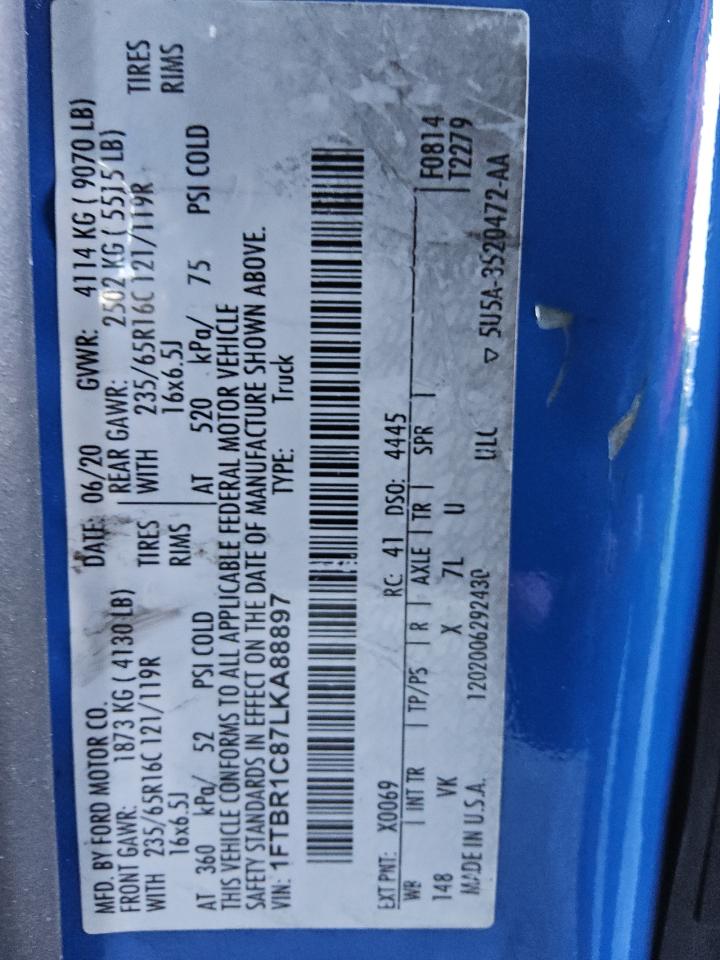 MFD. BY FORD MOTOR CO. DATE: 06/20 GVWR: 4114 KG ( 9070 LB)
FRONT GAWR: 1873 KG ( 4130 LB) REAR GAWR: 2502 KG ( 5515 LB)
WITH 235/65R16C 121/119R TIRES WITH 235/65R16C 121/119R TIRES
16x6.5J RIMS 16x6.5J RIMS
AT 360 kPa/ 52 PSI COLD AT 520 kPa/ 75 PSI COLD
THIS VEHICLE CONFORMS TO ALL APPLICABLE FEDERAL MOTOR VEHICLE
SAFETY STANDARDS IN EFFECT ON THE DATE OF MANUFACTURE SHOWN ABOVE.
VIN: 1FTBR1C87LKA88897 TYPE: Truck
EXT PNT: X0069 RC: 41 DSO: 4445
WB | INT TR | TP/PS | R | AXLE | TR | SPR | F0814
148 VK X 7L U T2279
MADE IN U.S.A. 1202006292430 ULC ▽ 5U5A-3520472-AA